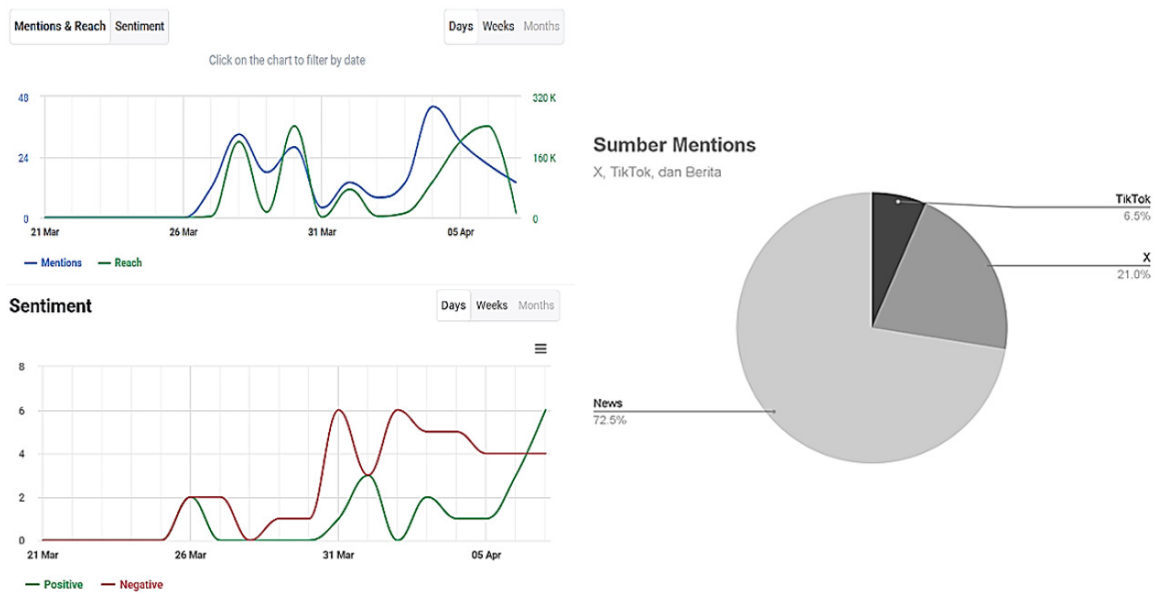 Mentions & Reach Sentiment
Days Weeks Months
Click on the chart to filter by date
48 320 K
24 160 K
0 0
21 Mar 26 Mar 31 Mar 05 Apr
Mentions Reach
Sentiment
Days Weeks Months
8
6
4
2
0
21 Mar 26 Mar 31 Mar 05 Apr
Positive Negative
Sumber Mentions
X, TikTok, dan Berita
TikTok
6.5%
X
21.0%
News
72.5%